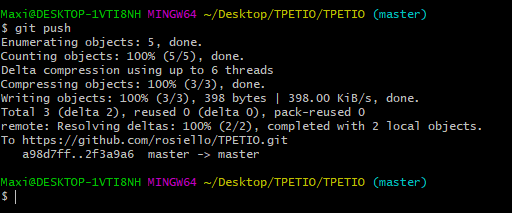 Maxi@DESKTOP-1VTI8NH MINGW64 ~/Desktop/TPETIO/TPETIO (master)
$ git push
Enumerating objects: 5, done.
Counting objects: 100% (5/5), done.
Delta compression using up to 6 threads
Compressing objects: 100% (3/3), done.
Writing objects: 100% (3/3), 398 bytes | 398.00 KiB/s, done.
Total 3 (delta 2), reused 0 (delta 0), pack-reused 0
remote: Resolving deltas: 100% (2/2), completed with 2 local objects.
To https://github.com/rosiello/TPETIO.git
   a98d7ff..2f3a9a6  master -> master
Maxi@DESKTOP-1VTI8NH MINGW64 ~/Desktop/TPETIO/TPETIO (master)
$